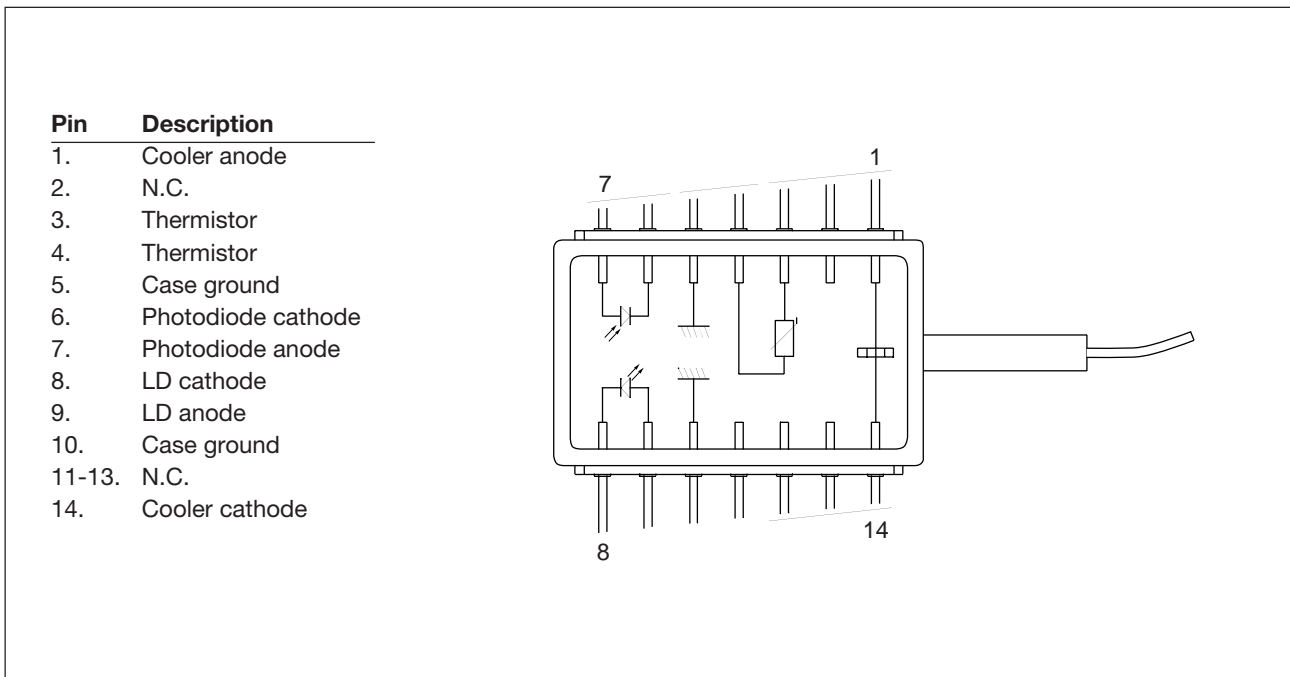 Pin Description
1. Cooler anode
2. N.C.
3. Thermistor
4. Thermistor
5. Case ground
6. Photodiode cathode
7. Photodiode anode
8. LD cathode
9. LD anode
10. Case ground
11-13. N.C.
14. Cooler cathode
7
1
8
14